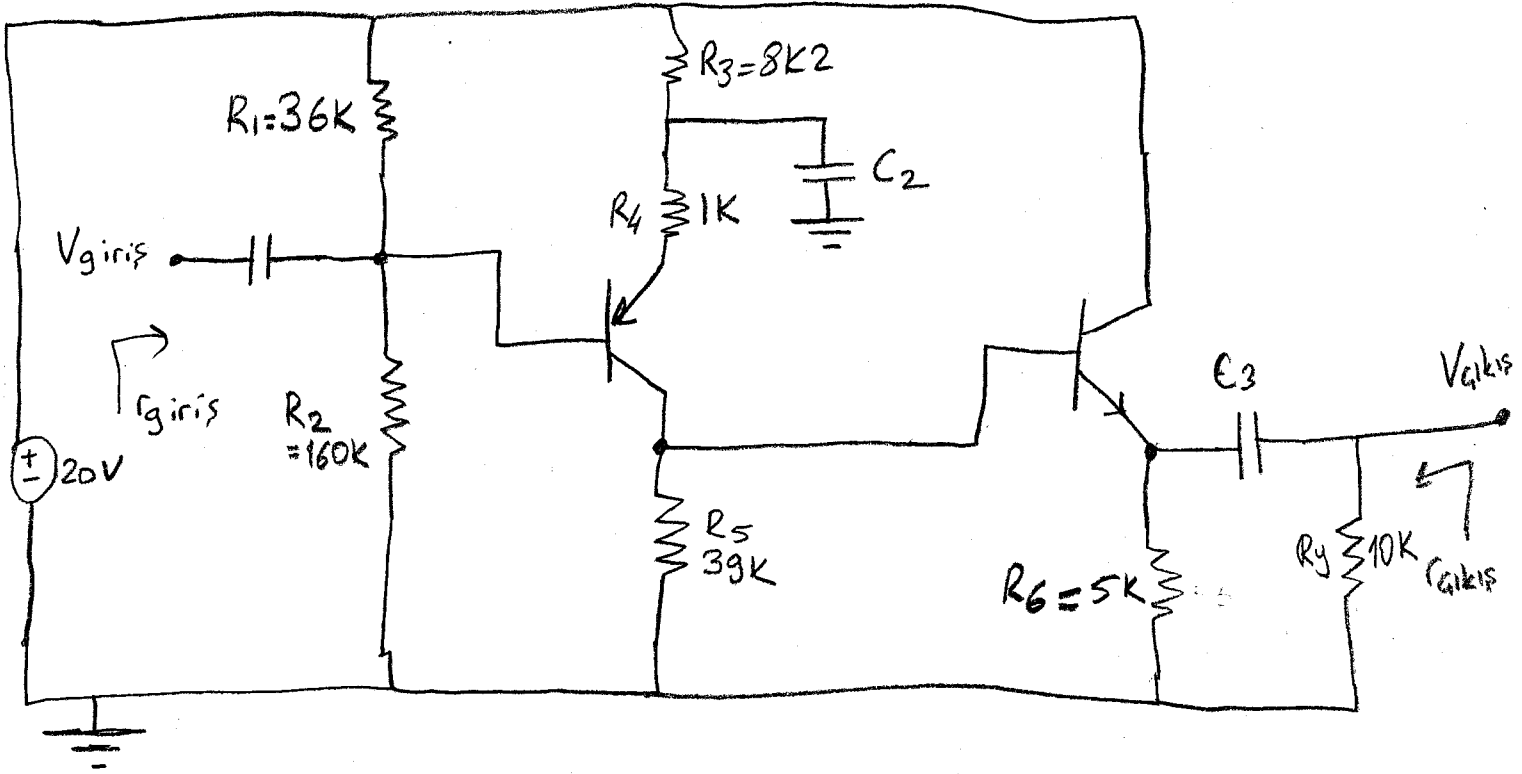 R3=8K2
R1=36K
C2
R4
1K
Vgiriş
rgiriş
R2
=160K
+
-
20V
C3
Vçıkış
R5
39K
R6=5K
Ry
10K
rçıkış